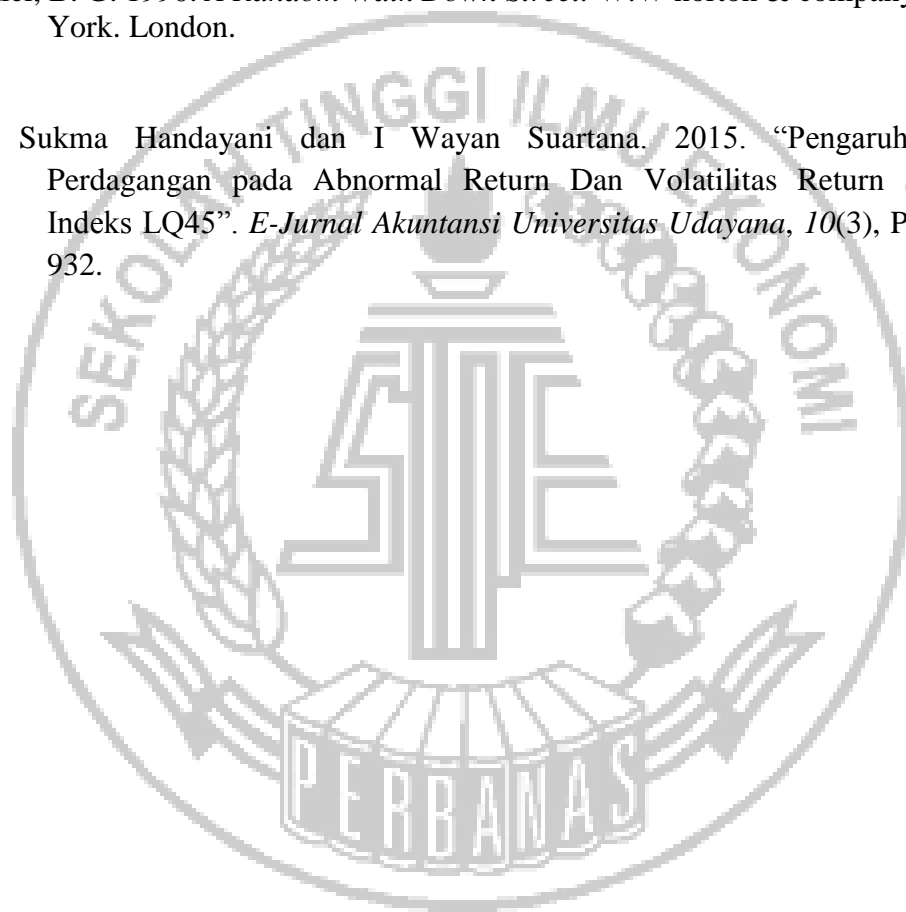 York. London.
Sukma Handayani dan I Wayan Suartana. 2015. “Pengaruh
Perdagangan pada Abnormal Return Dan Volatilitas Return
Indeks LQ45”. E-Jurnal Akuntansi Universitas Udayana, 10(3),
932.
SEKOLAH TINGGI ILMU EKONOMI
STIE
PERBANAS